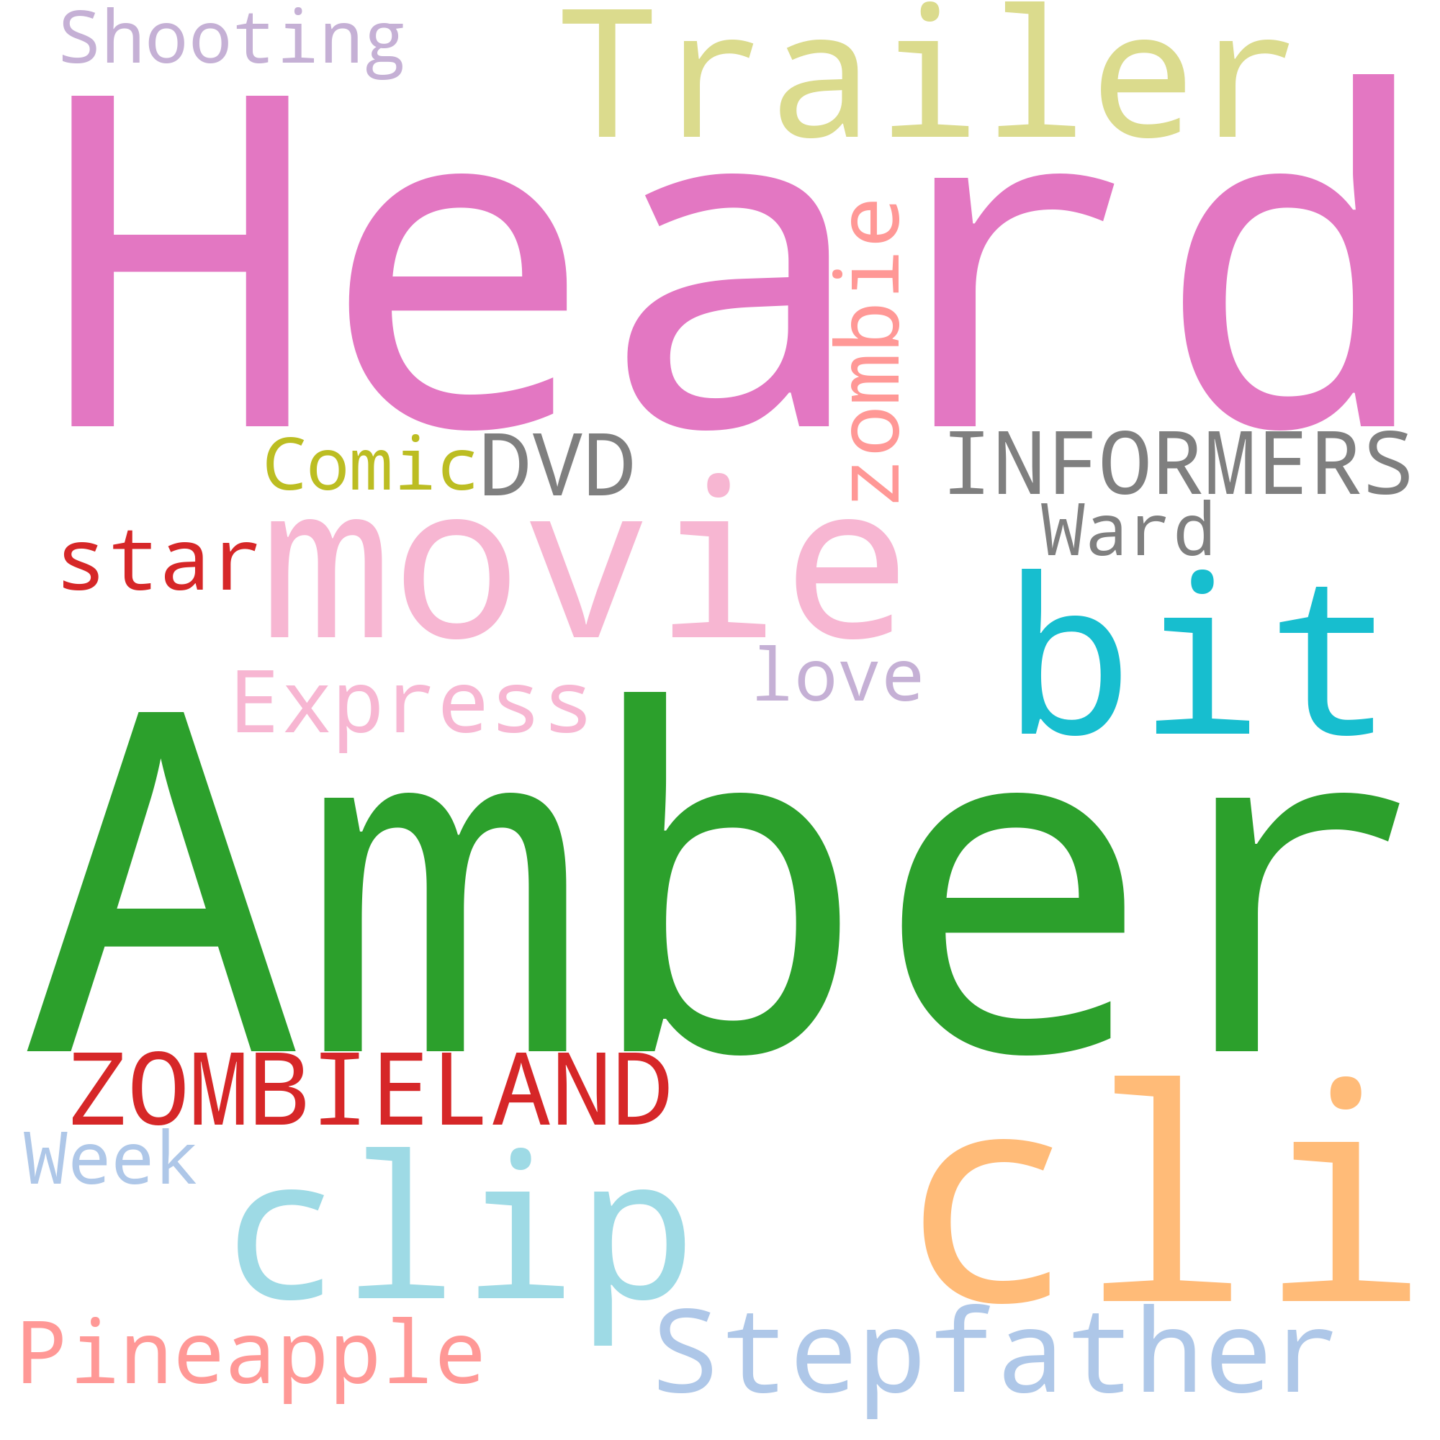 Shooting
Trailer
Heard
zombie
Comic
DVD
INFORMERS
Ward
star
movie
bit
love
Express
Amber
ZOMBIELAND
cli
Week
clip
Pineapple
Stepfather